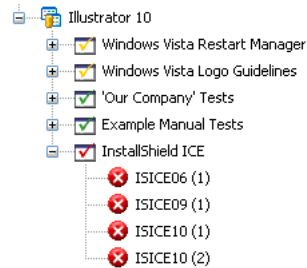 Illustrator 10
Windows Vista Restart Manager
Windows Vista Logo Guidelines
'Our Company' Tests
Example Manual Tests
InstallShield ICE
ISICE06 (1)
ISICE09 (1)
ISICE10 (1)
ISICE10 (2)